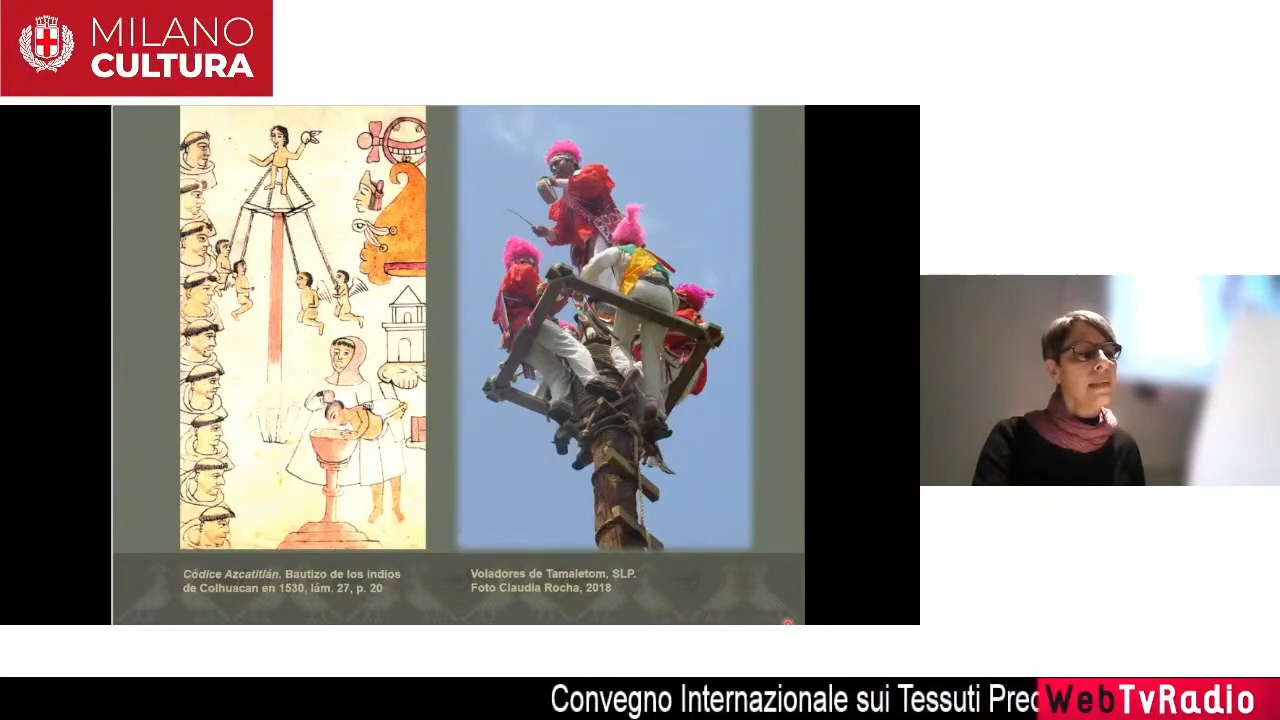 MILANO
CULTURA
Códice Azcatitlán. Bautizo de los indios
de Colhuacan en 1530, lám. 27, p. 20
Voladores de Tamaletom, SLP.
Foto Claudia Rocha, 2018
Convegno Internazionale sui Tessuti Prec
WebTvRadio